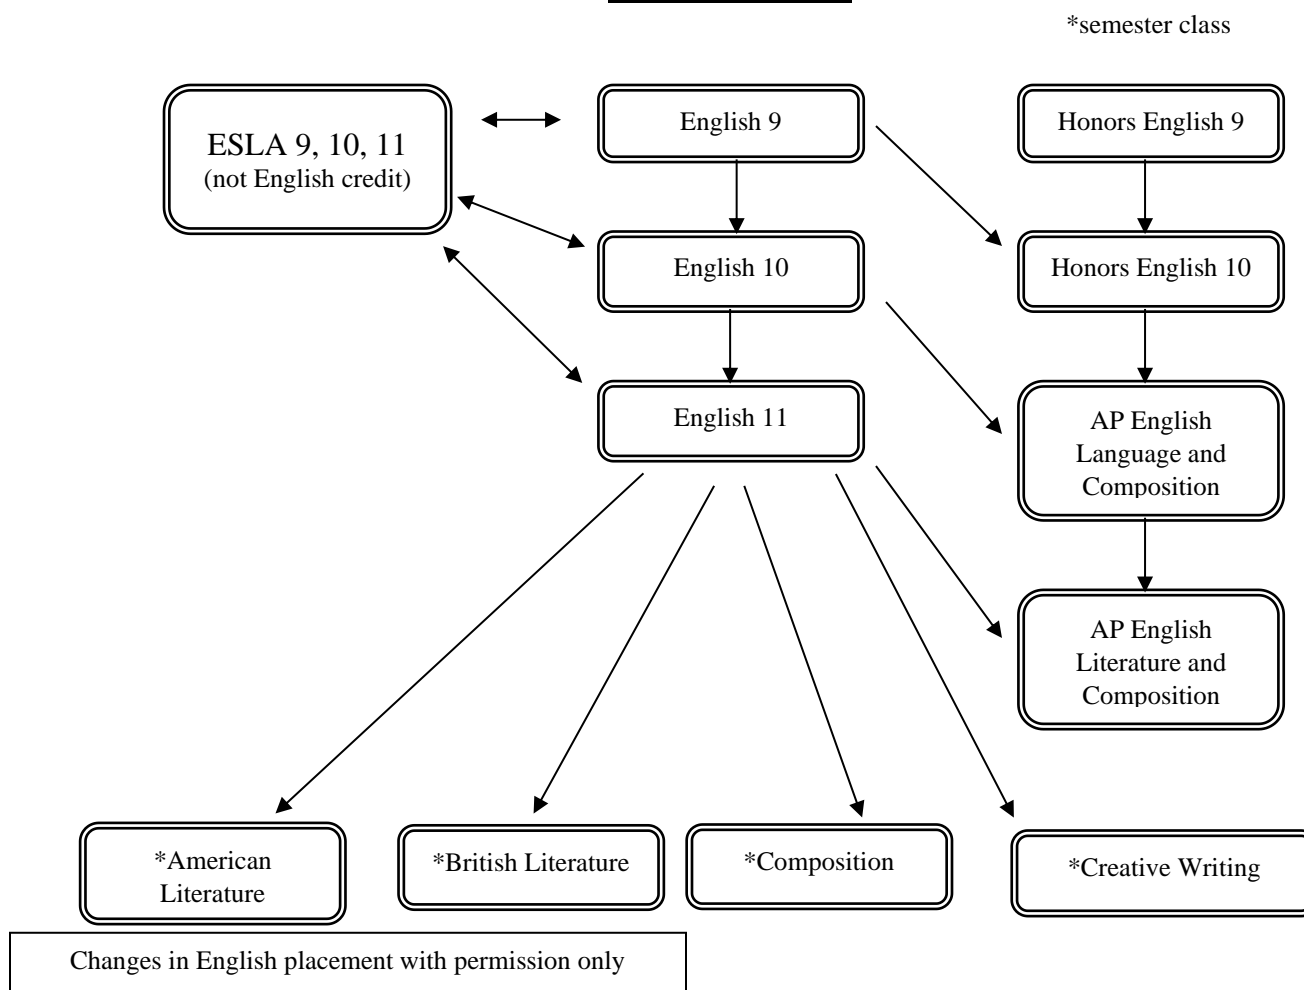 *semester class
ESLA 9, 10, 11
(not English credit)
English 9
Honors English 9
English 10
Honors English 10
English 11
AP English
Language and
Composition
AP English
Literature and
Composition
*American
Literature
*British Literature
*Composition
*Creative Writing
Changes in English placement with permission only